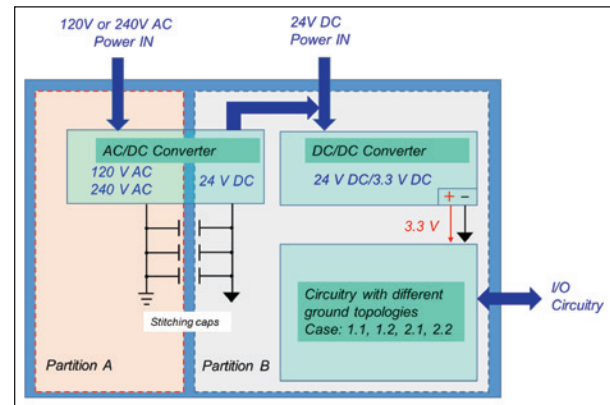 120V or 240V AC
Power IN
24V DC
Power IN
AC/DC Converter
120 V AC
240 V AC
24 V DC
DC/DC Converter
24 V DC/3.3 V DC
+ −
3.3 V
Circuitry with different
ground topologies
Case: 1.1, 1.2, 2.1, 2.2
I/O
Circuitry
Stitching caps
Partition A
Partition B